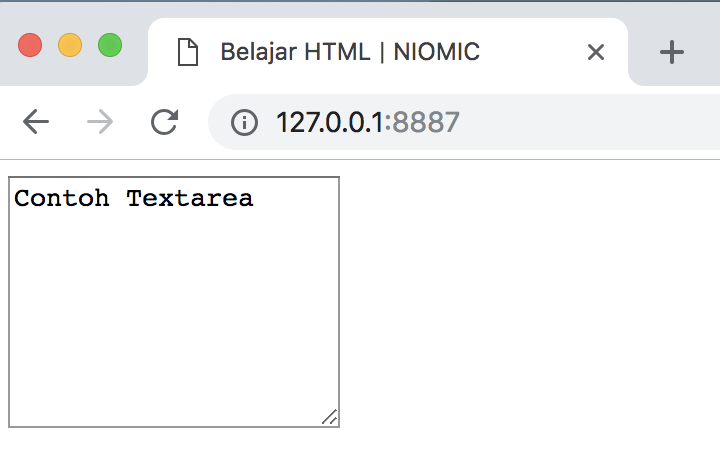 Belajar HTML | NIOMIC
127.0.0.1:8887
Contoh Textarea